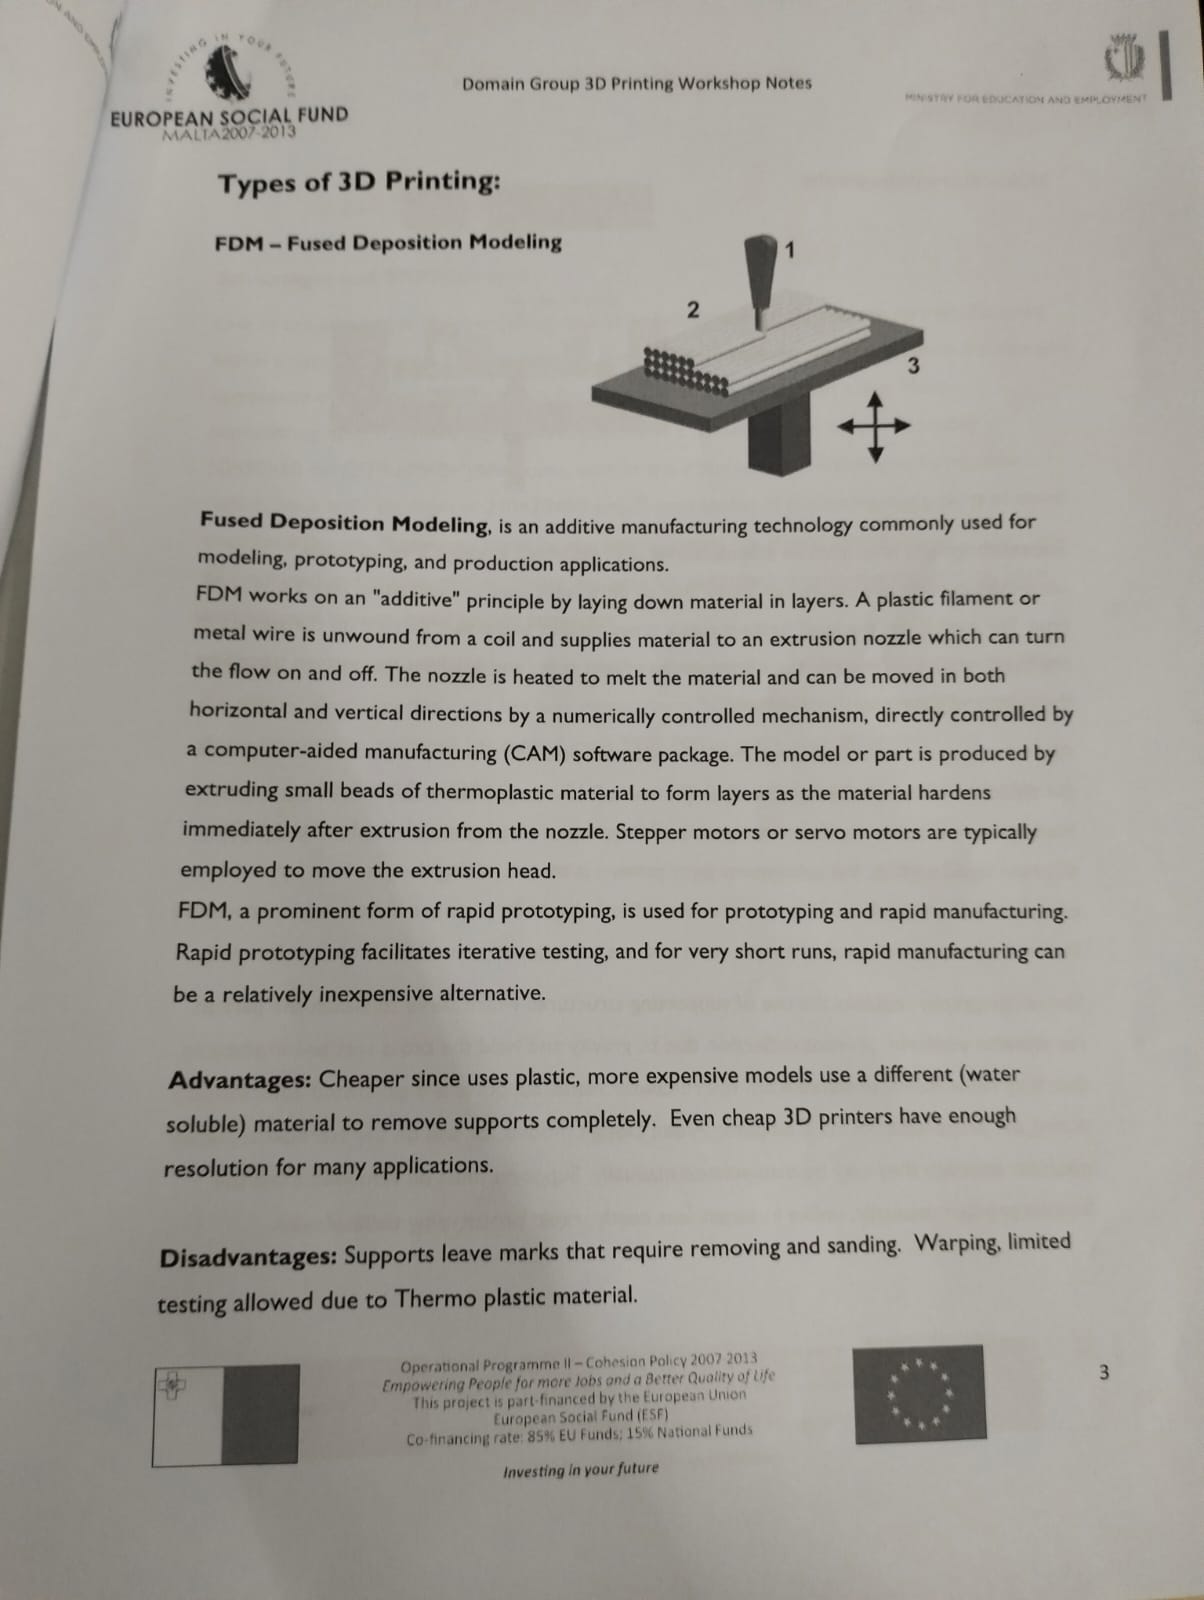 INVESTING IN YOUR FUTURE
EUROPEAN SOCIAL FUND
MALTA 2007-2013
Domain Group 3D Printing Workshop Notes
MINISTRY FOR EDUCATION AND EMPLOYMENT
Types of 3D Printing:
FDM – Fused Deposition Modeling
1
2
3
Fused Deposition Modeling, is an additive manufacturing technology commonly used for
modeling, prototyping, and production applications.
FDM works on an "additive" principle by laying down material in layers. A plastic filament or
metal wire is unwound from a coil and supplies material to an extrusion nozzle which can turn
the flow on and off. The nozzle is heated to melt the material and can be moved in both
horizontal and vertical directions by a numerically controlled mechanism, directly controlled by
a computer-aided manufacturing (CAM) software package. The model or part is produced by
extruding small beads of thermoplastic material to form layers as the material hardens
immediately after extrusion from the nozzle. Stepper motors or servo motors are typically
employed to move the extrusion head.
FDM, a prominent form of rapid prototyping, is used for prototyping and rapid manufacturing.
Rapid prototyping facilitates iterative testing, and for very short runs, rapid manufacturing can
be a relatively inexpensive alternative.
Advantages: Cheaper since uses plastic, more expensive models use a different (water
soluble) material to remove supports completely. Even cheap 3D printers have enough
resolution for many applications.
Disadvantages: Supports leave marks that require removing and sanding. Warping, limited
testing allowed due to Thermo plastic material.
Operational Programme II – Cohesion Policy 2007 2013
Empowering People for more Jobs and a Better Quality of Life
This project is part-financed by the European Union
European Social Fund (ESF)
Co-financing rate: 85% EU Funds; 15% National Funds
Investing in your future
3